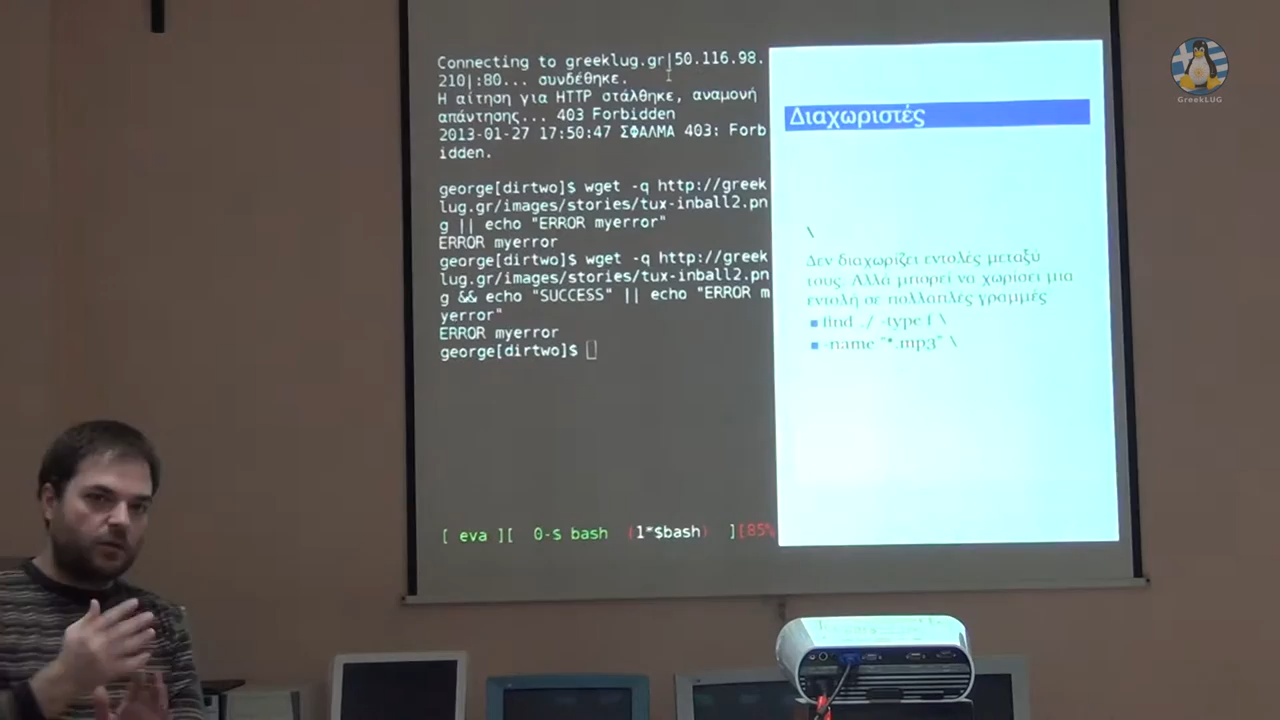 Connecting to greeklug.gr|50.116.98.
210|:80... συνδέθηκε.
Η αίτηση για HTTP στάλθηκε, αναμονή
απάντησης... 403 Forbidden
2013-01-27 17:50:47 ΣΦΑΛΜΑ 403: Forb
idden.
george[dirtwo]$ wget -q http://greek
lug.gr/images/stories/tux-inball2.pn
g || echo "ERROR myerror"
ERROR myerror
george[dirtwo]$ wget -q http://greek
lug.gr/images/stories/tux-inball2.pn
g && echo "SUCCESS" || echo "ERROR m
yerror"
ERROR myerror
george[dirtwo]$
[ eva ][ 0-$ bash (1*$bash) ][85%
Διαχωριστές
\
Δεν διαχωρίζει εντολές μεταξύ
τους. Αλλά μπορεί να χωρίσει μια
εντολή σε πολλαπλές γραμμές
find ./ -type f \
-name "*.mp3" \
GreekLUG